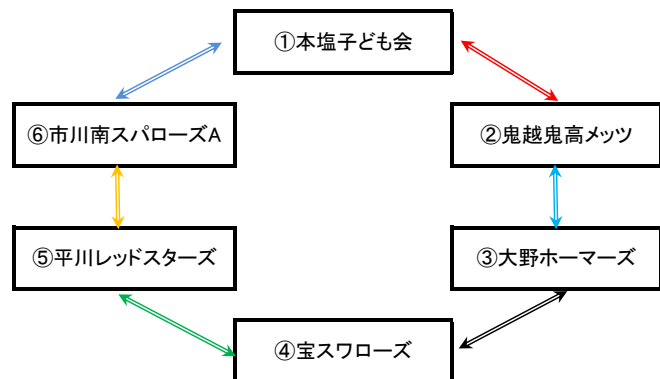 ①本塩子ども会
⑥市川南スパローズA
②鬼越鬼高メッツ
⑤平川レッドスターズ
③大野ホーマーズ
④宝スワローズ